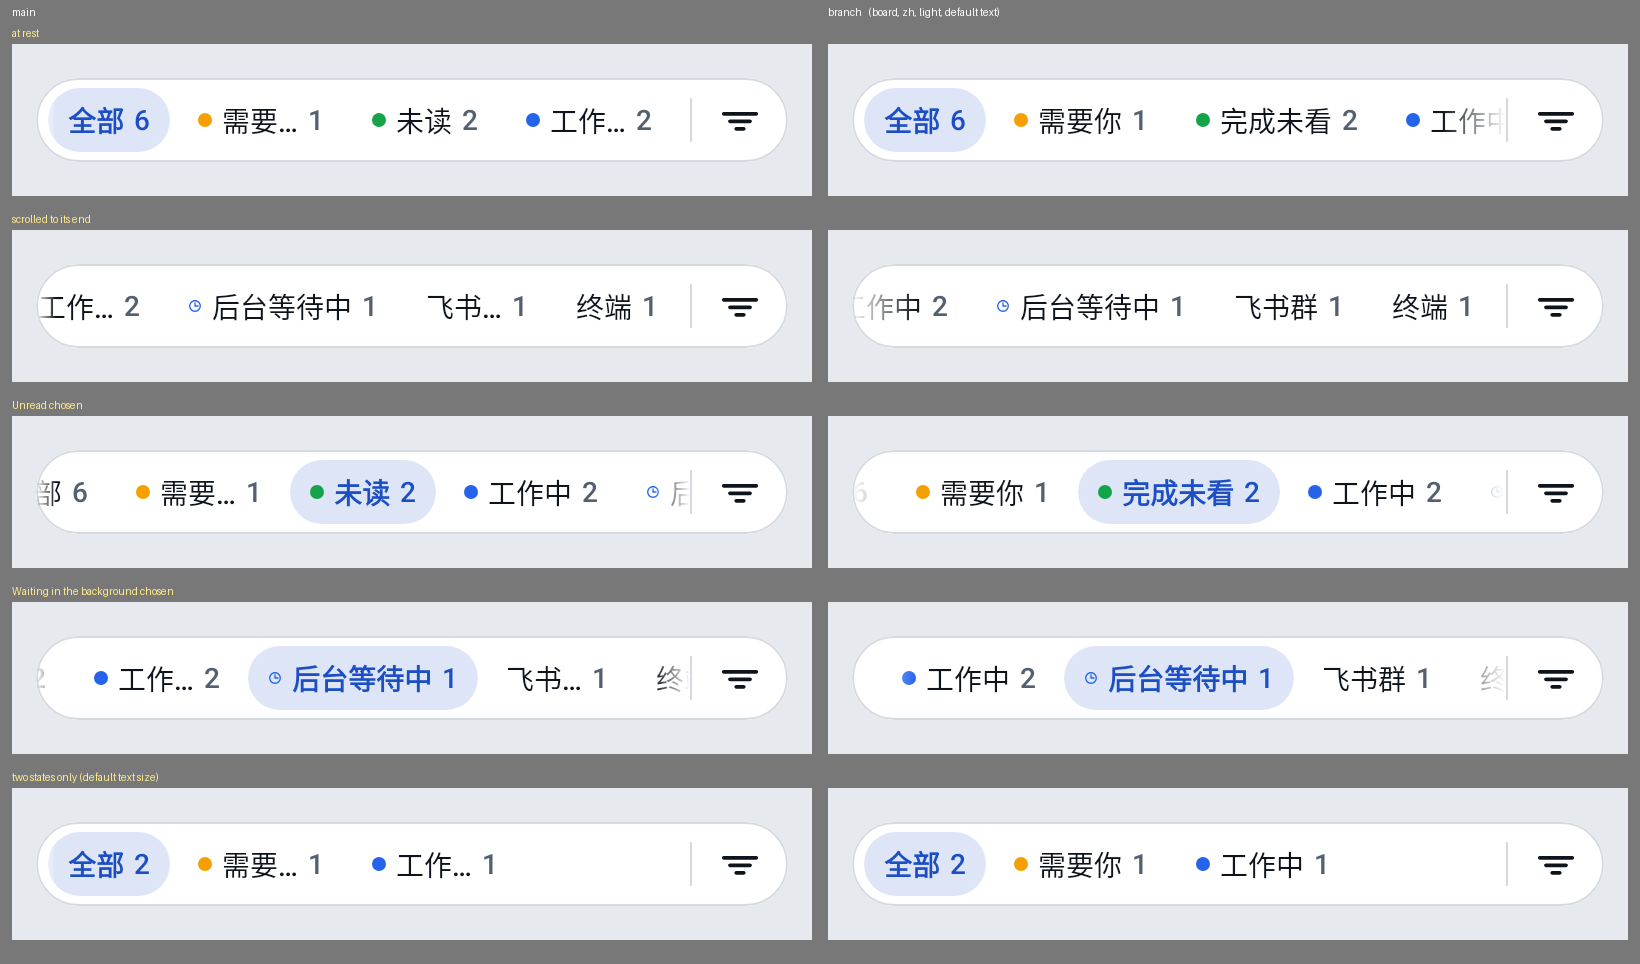 main
branch (board, zh, light, default text)
at rest
全部 6 需要... 1 未读 2 工作... 2
全部 6 需要你 1 完成未看 2 工作中
scrolled to its end
工作... 2 后台等待中 1 飞书... 1 终端 1
工作中 2 后台等待中 1 飞书群 1 终端 1
Unread chosen
部 6 需要... 1 未读 2 工作中 2 后
6 需要你 1 完成未看 2 工作中 2
Waiting in the background chosen
2 工作... 2 后台等待中 1 飞书... 1 终
工作中 2 后台等待中 1 飞书群 1 终
two states only (default text size)
全部 2 需要... 1 工作... 1
全部 2 需要你 1 工作中 1